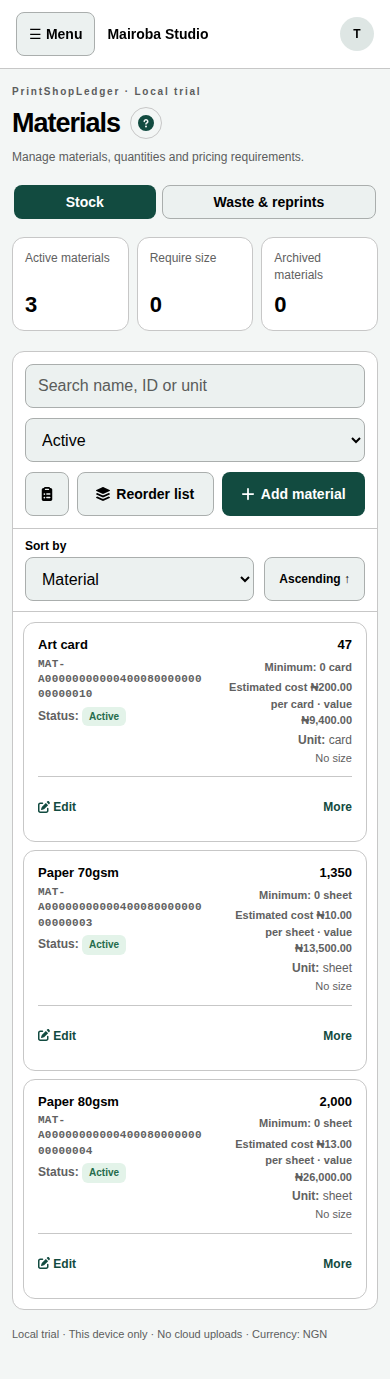 ☰ Menu
Mairoba Studio
T
PrintShopLedger · Local trial
Materials
?
Manage materials, quantities and pricing requirements.
Stock
Waste & reprints
Active materials
3
Require size
0
Archived
materials
0
Search name, ID or unit
Active
Reorder list
+ Add material
Sort by
Material
Ascending ↑
Art card
47
MAT-
A0000000000400080000000
00000010
Status: Active
Minimum: 0 card
Estimated cost ₦200.00
per card · value
₦9,400.00
Unit: card
No size
Edit
More
Paper 70gsm
1,350
MAT-
A0000000000400080000000
00000003
Status: Active
Minimum: 0 sheet
Estimated cost ₦10.00
per sheet · value
₦13,500.00
Unit: sheet
No size
Edit
More
Paper 80gsm
2,000
MAT-
A0000000000400080000000
00000004
Status: Active
Minimum: 0 sheet
Estimated cost ₦13.00
per sheet · value
₦26,000.00
Unit: sheet
No size
Edit
More
Local trial · This device only · No cloud uploads · Currency: NGN